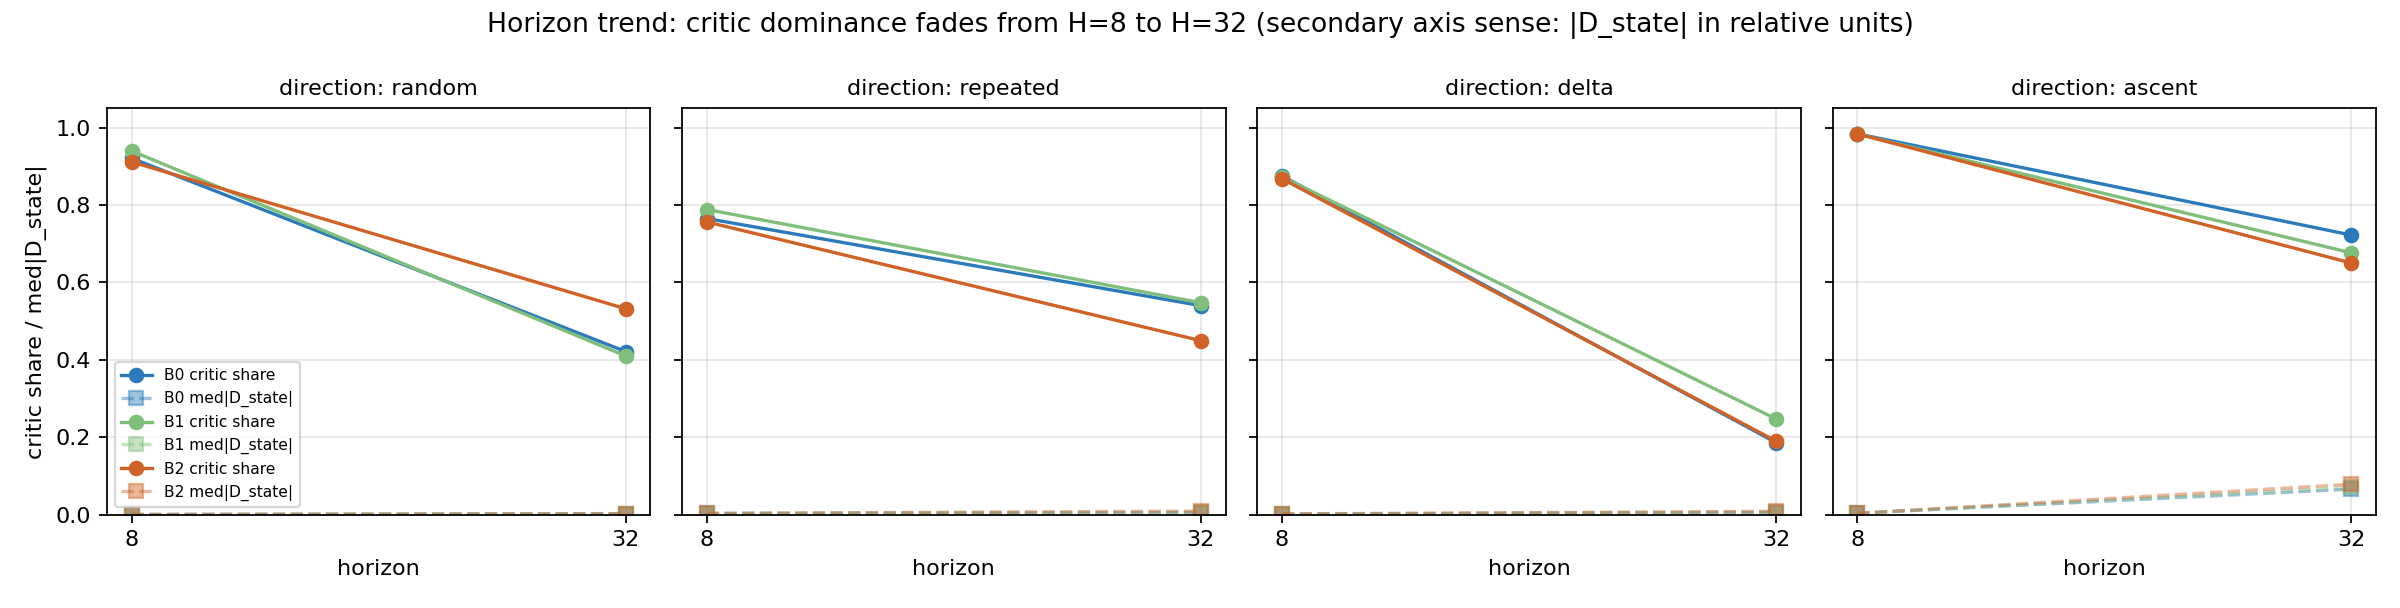 Horizon trend: critic dominance fades from H=8 to H=32 (secondary axis sense: |D_state| in relative units)
direction: random
direction: repeated
direction: delta
direction: ascent
critic share / med|D_state|
1.0
0.8
0.6
0.4
0.2
0.0
B0 critic share
B0 med|D_state|
B1 critic share
B1 med|D_state|
B2 critic share
B2 med|D_state|
8
32
8
32
8
32
8
32
horizon
horizon
horizon
horizon